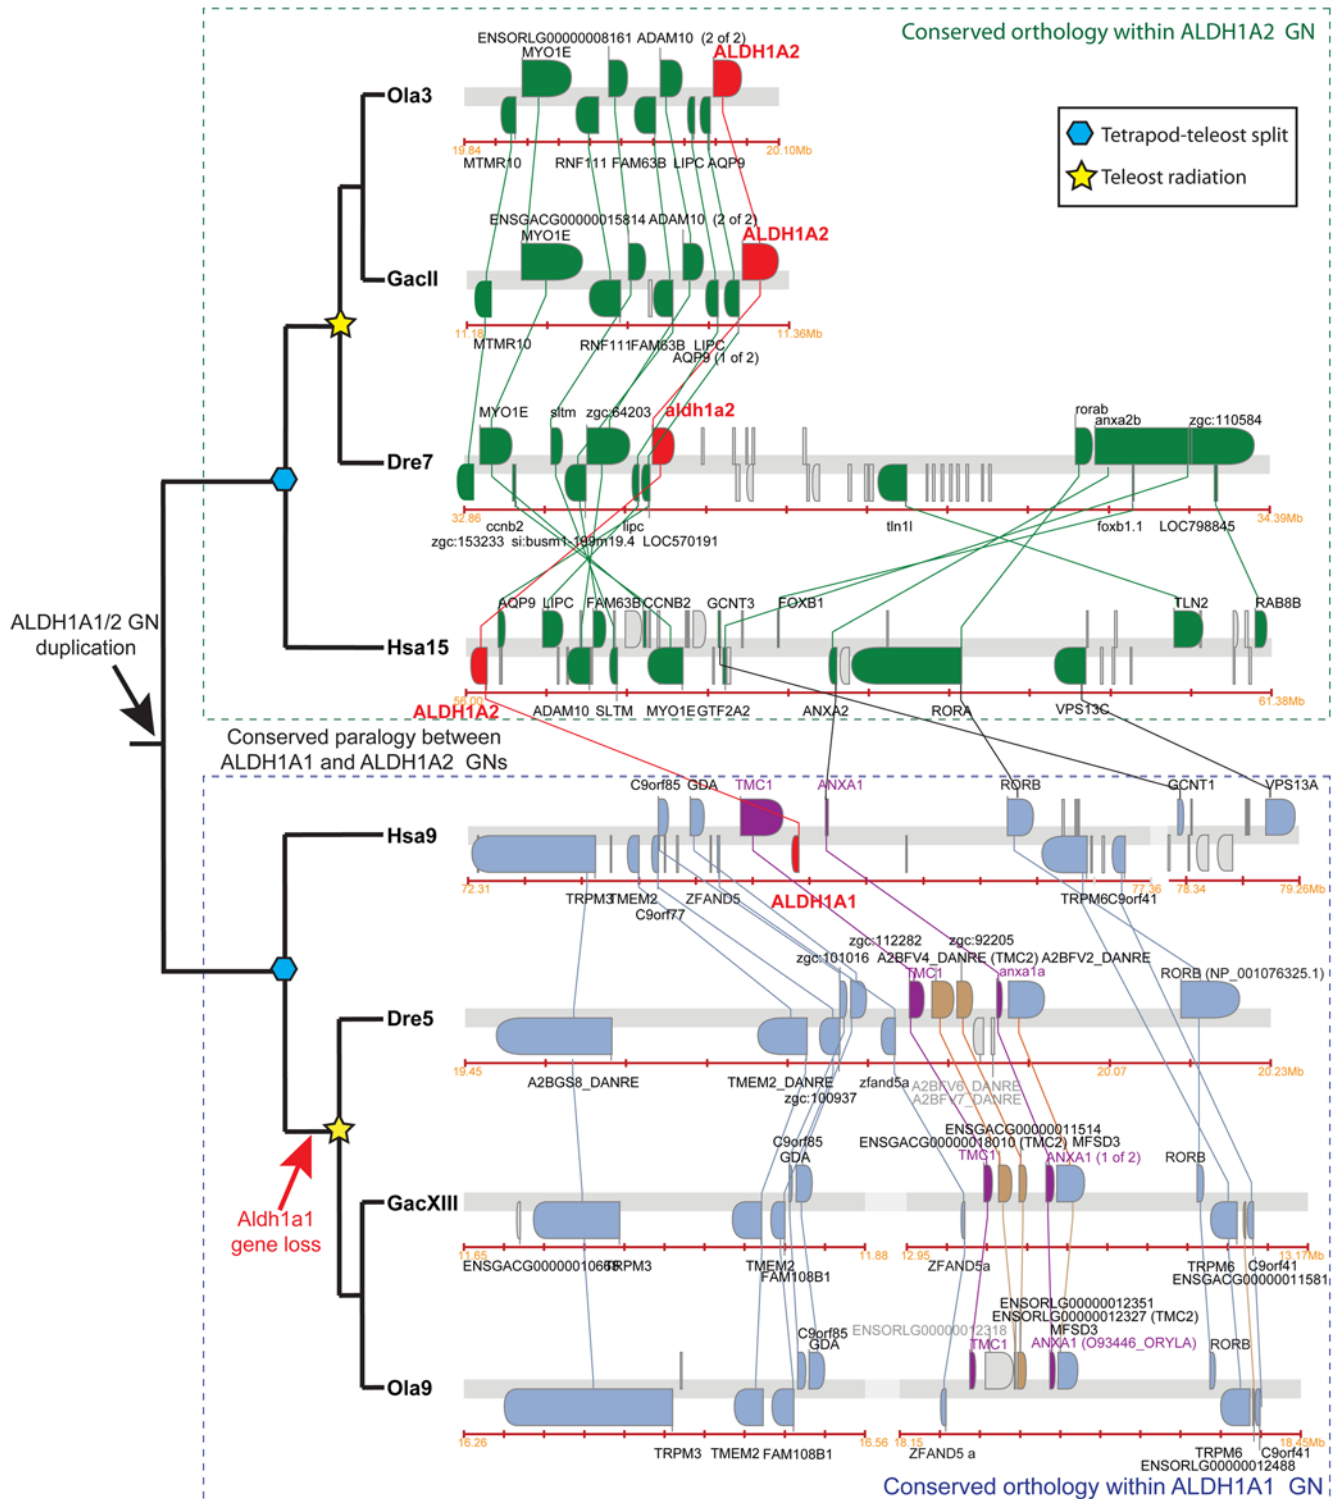 Conserved orthology within ALDH1A2 GN
Tetrapod-teleost split
Teleost radiation
ENSORLG00000008161 ADAM10 (2 of 2)
MYO1E
ALDH1A2
Ola3
19.84
20.10Mb
MTMR10
RNF111 FAM63B LIPC AQP9
ENSGACG00000015814 ADAM10 (2 of 2)
MYO1E
ALDH1A2
GacII
11.18
11.36Mb
MTMR10
RNF111FAM63B LIPC
AQP9 (1 of 2)
MYO1E
sltm zgc:64203
aldh1a2
rorab
anxa2b
zgc:110584
Dre7
32.86
34.39Mb
ccnb2
lipc
tln1l
foxb1.1 LOC798845
zgc:153233 si:busm1-199m19.4 LOC570191
AQP9 LIPC FAM63B CCNB2 GCNT3 FOXB1 TLN2 RAB8B
Hsa15
56.00
61.38Mb
ALDH1A2
ADAM10 SLTM MYO1E GTF2A2 ANXA2 RORA VPS13C
ALDH1A1/2 GN
duplication
Conserved paralogy between
ALDH1A1 and ALDH1A2 GNs
C9orf85 GDA TMC1 ANXA1 RORB GCNT1 VPS13A
Hsa9
72.31
77.36 78.34 79.26Mb
TRPM3
TMEM2
C9orf77
ZFAND5
ALDH1A1
TRPM6
C9orf41
zgc:112282 zgc:92205
zgc:101016 A2BFV4_DANRE (TMC2) A2BFV2_DANRE
TMC1 anxa1a
RORB (NP_001076325.1)
Dre5
19.45
20.07
20.23Mb
A2BGS8_DANRE
TMEM2_DANRE
zgc:100937
zfand5a
A2BFV6_DANRE
A2BFV7_DANRE
ENSGACG00000011514
C9orf85
ENSGACG00000018010 (TMC2) MFSD3
GDA
TMC1
ANXA1 (1 of 2)
RORB
GacXIII
11.65
11.88 12.95
13.17Mb
TRPM3
TMEM2
FAM108B1
ZFAND5a
TRPM6
C9orf41
ENSGACG00000011581
Aldh1a1
gene loss
ENSORLG00000012351
ENSORLG00000012327 (TMC2)
ENSORLG00000012318
C9orf85
GDA
MFSD3
TMC1
ANXA1 (O93446_ORYLA)
RORB
Ola9
16.26
16.56 18.15
18.45Mb
TRPM3 TMEM2 FAM108B1
ZFAND5 a
TRPM6
C9orf41
ENSORLG00000012488
Conserved orthology within ALDH1A1 GN